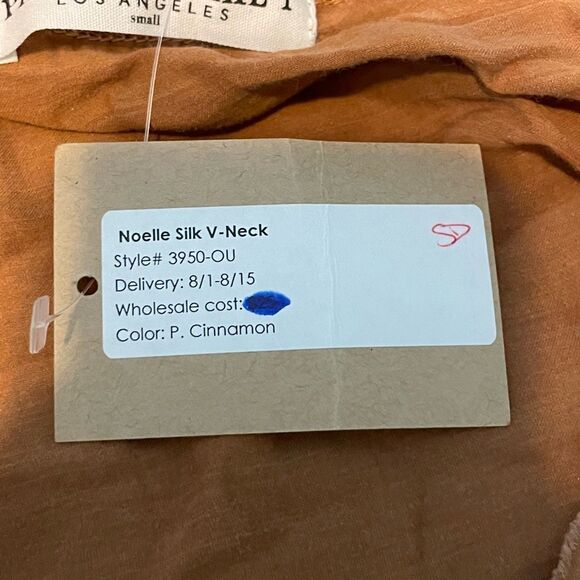 LOS ANGELES
small
Noelle Silk V-Neck
Style# 3950-OU
Delivery: 8/1-8/15
Wholesale cost:
Color: P. Cinnamon